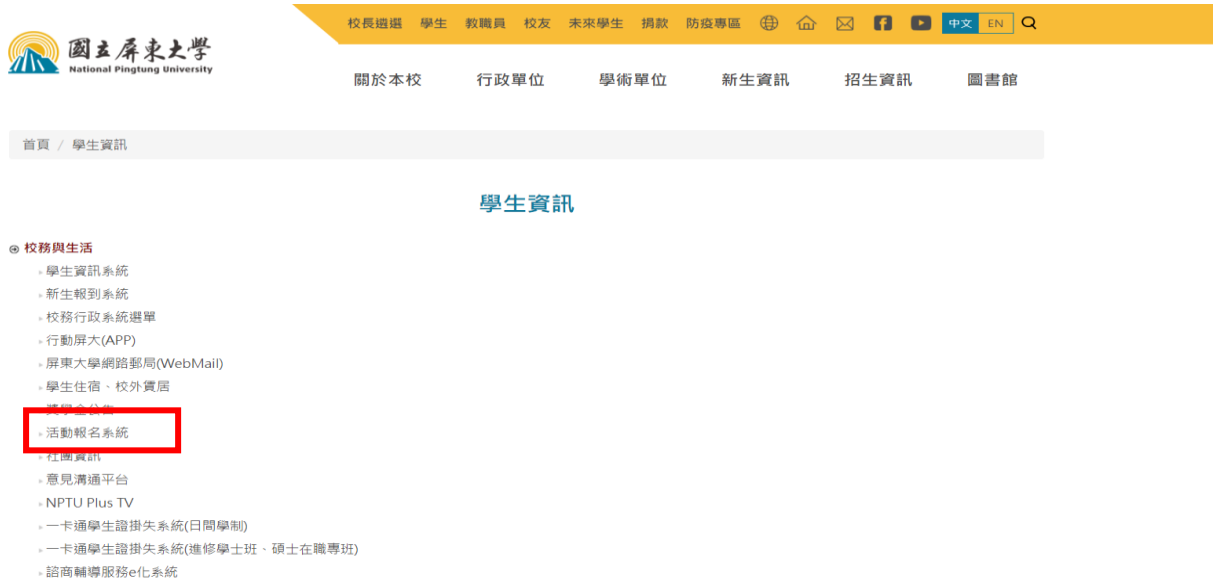 校長遴選 學生 教職員 校友 未來學生 捐款 防疫專區 中文 EN
國立屏東大學
National Pingtung University
關於本校 行政單位 學術單位 新生資訊 招生資訊 圖書館
首頁 / 學生資訊
學生資訊
校務與生活
學生資訊系統
新生報到系統
校務行政系統選單
行動屏大(APP)
屏東大學網路郵局(WebMail)
學生住宿、校外賃居
獎學金公告
活動報名系統
社團資訊
意見溝通平台
NPTU Plus TV
一卡通學生證掛失系統(日間學制)
一卡通學生證掛失系統(進修學士班、碩士在職專班)
諮商輔導服務e化系統